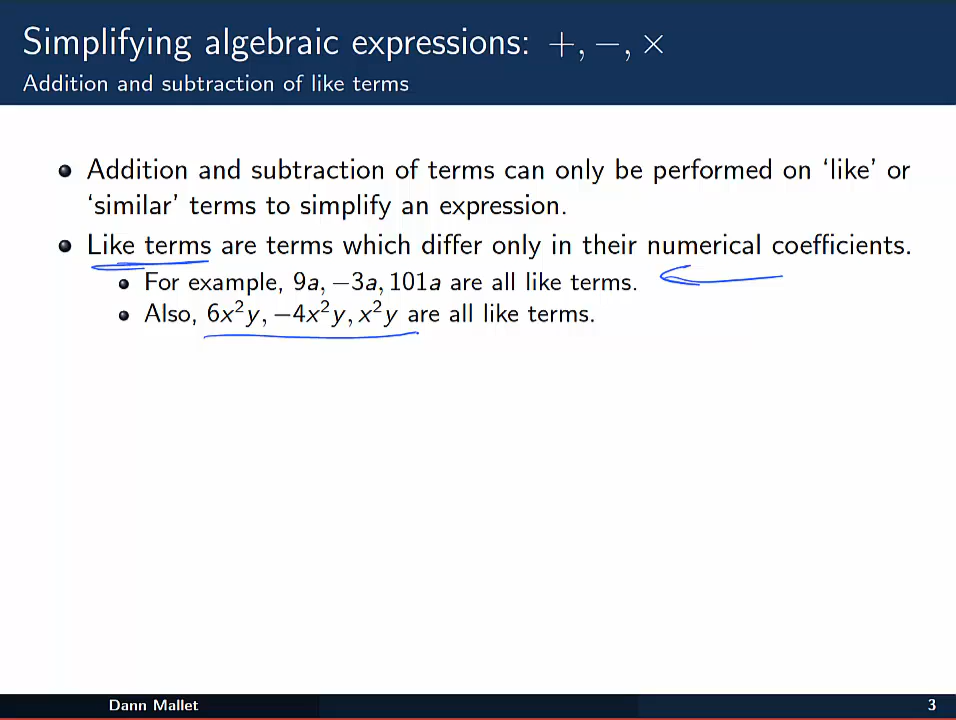 Simplifying algebraic expressions: +, −, ×
Addition and subtraction of like terms
Addition and subtraction of terms can only be performed on ‘like’ or
‘similar’ terms to simplify an expression.
Like terms are terms which differ only in their numerical coefficients.
For example, 9a, −3a, 101a are all like terms.
Also, 6x²y, −4x²y, x²y are all like terms.
Dann Mallet
3